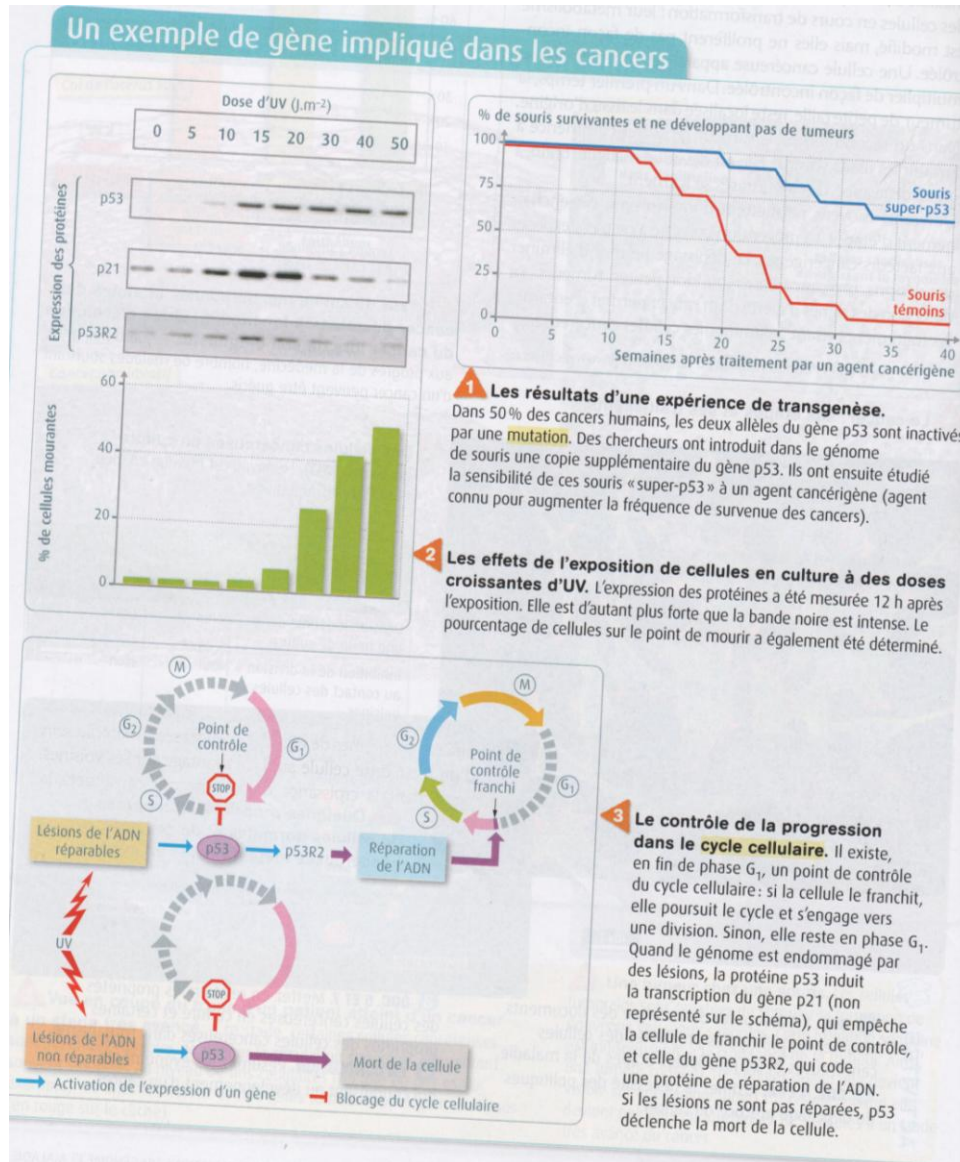 Un exemple de gène impliqué dans les cancers
Dose d'UV (J.m-2)
0 5 10 15 20 30 40 50
Expression des protéines
p53
p21
p53R2
% de cellules mourantes
60
40
20
0
% de souris survivantes et ne développant pas de tumeurs
100
75
50
25
0
Souris
super-p53
Souris
témoins
0 5 10 15 20 25 30 35 40
Semaines après traitement par un agent cancérigène
1 Les résultats d'une expérience de transgenèse.
Dans 50 % des cancers humains, les deux allèles du gène p53 sont inactivés
par une mutation. Des chercheurs ont introduit dans le génome
de souris une copie supplémentaire du gène p53. Ils ont ensuite étudié
la sensibilité de ces souris «super-p53» à un agent cancérigène (agent
connu pour augmenter la fréquence de survenue des cancers).
2 Les effets de l'exposition de cellules en culture à des doses
croissantes d'UV. L'expression des protéines a été mesurée 12 h après
l'exposition. Elle est d'autant plus forte que la bande noire est intense. Le
pourcentage de cellules sur le point de mourir a également été déterminé.
M
G2
G1
S
Point de
contrôle
STOP
M
G2
G1
S
Point de
contrôle
franchi
Lésions de l'ADN
réparables
p53
p53R2
Réparation
de l'ADN
UV
STOP
Lésions de l'ADN
non réparables
p53
Mort de la cellule
Activation de l'expression d'un gène
Blocage du cycle cellulaire
3 Le contrôle de la progression
dans le cycle cellulaire. Il existe,
en fin de phase G1, un point de contrôle
du cycle cellulaire : si la cellule le franchit,
elle poursuit le cycle et s'engage vers
une division. Sinon, elle reste en phase G1.
Quand le génome est endommagé par
des lésions, la protéine p53 induit
la transcription du gène p21 (non
représenté sur le schéma), qui empêche
la cellule de franchir le point de contrôle,
et celle du gène p53R2, qui code
une protéine de réparation de l'ADN.
Si les lésions ne sont pas réparées, p53
déclenche la mort de la cellule.